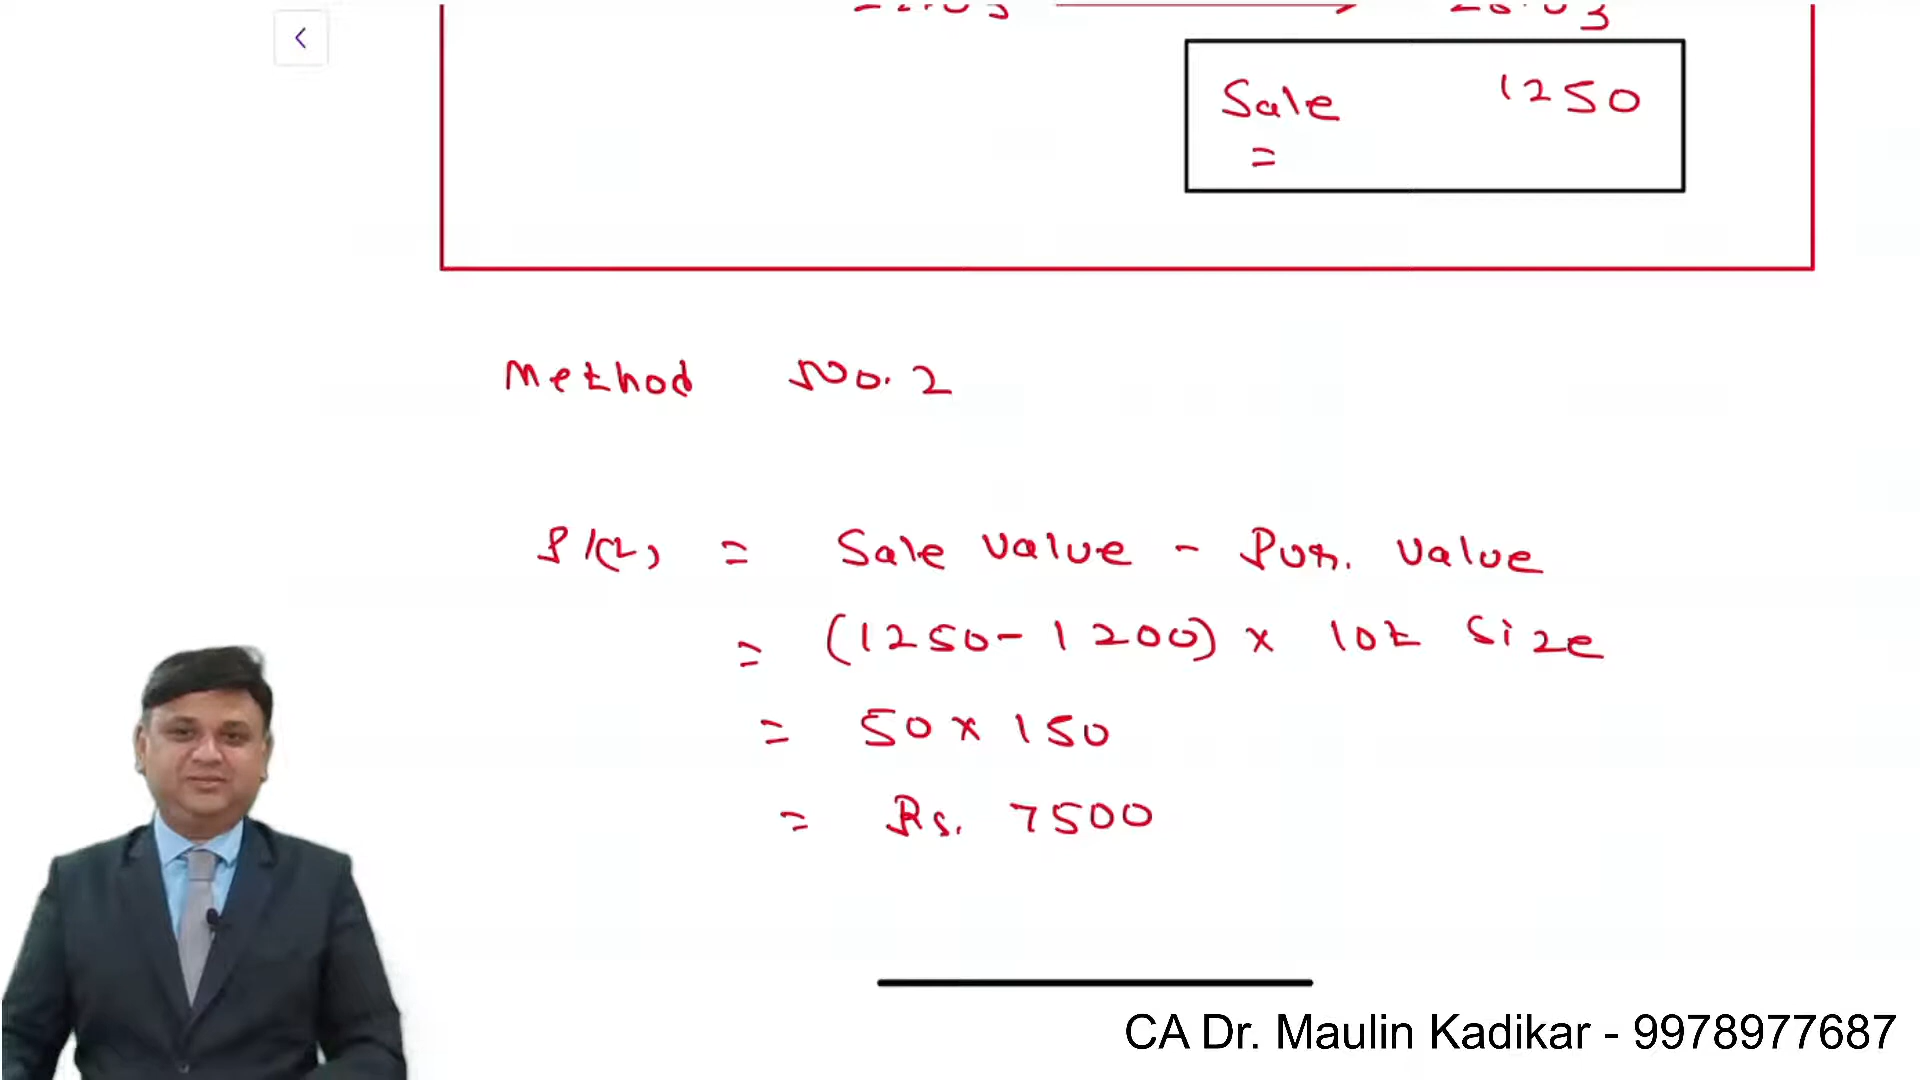 Sale 1250
=
Method No. 2
P/(L) = Sale Value - Pur. Value
= (1250 - 1200) x lot Size
= 50 x 150
= Rs. 7500
CA Dr. Maulin Kadikar - 9978977687